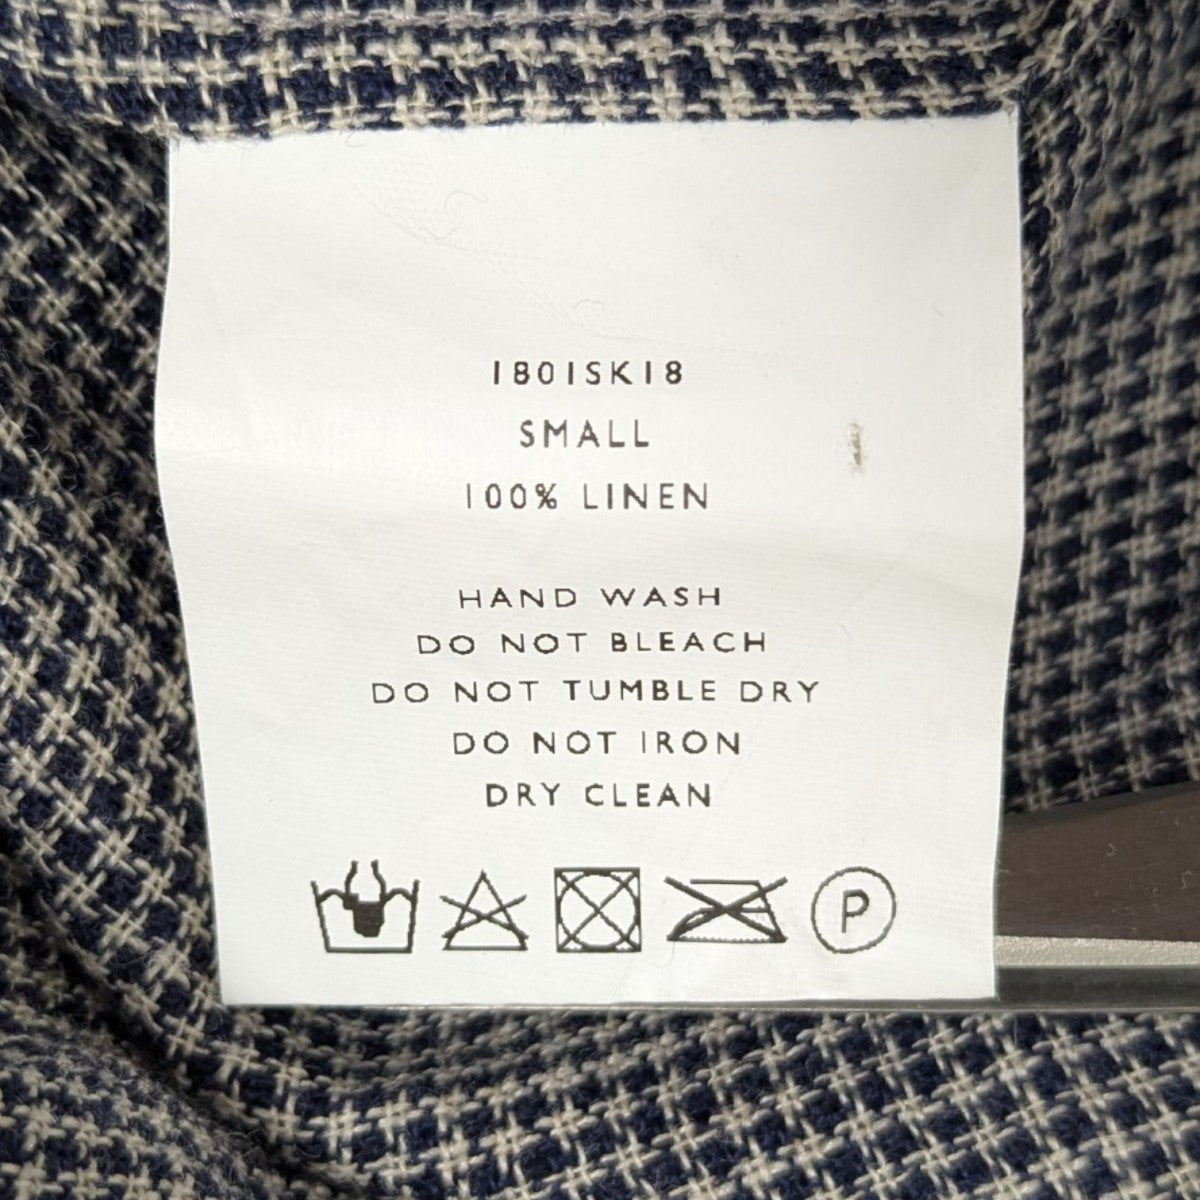 1801SK18
SMALL
100% LINEN
HAND WASH
DO NOT BLEACH
DO NOT TUMBLE DRY
DO NOT IRON
DRY CLEAN
P